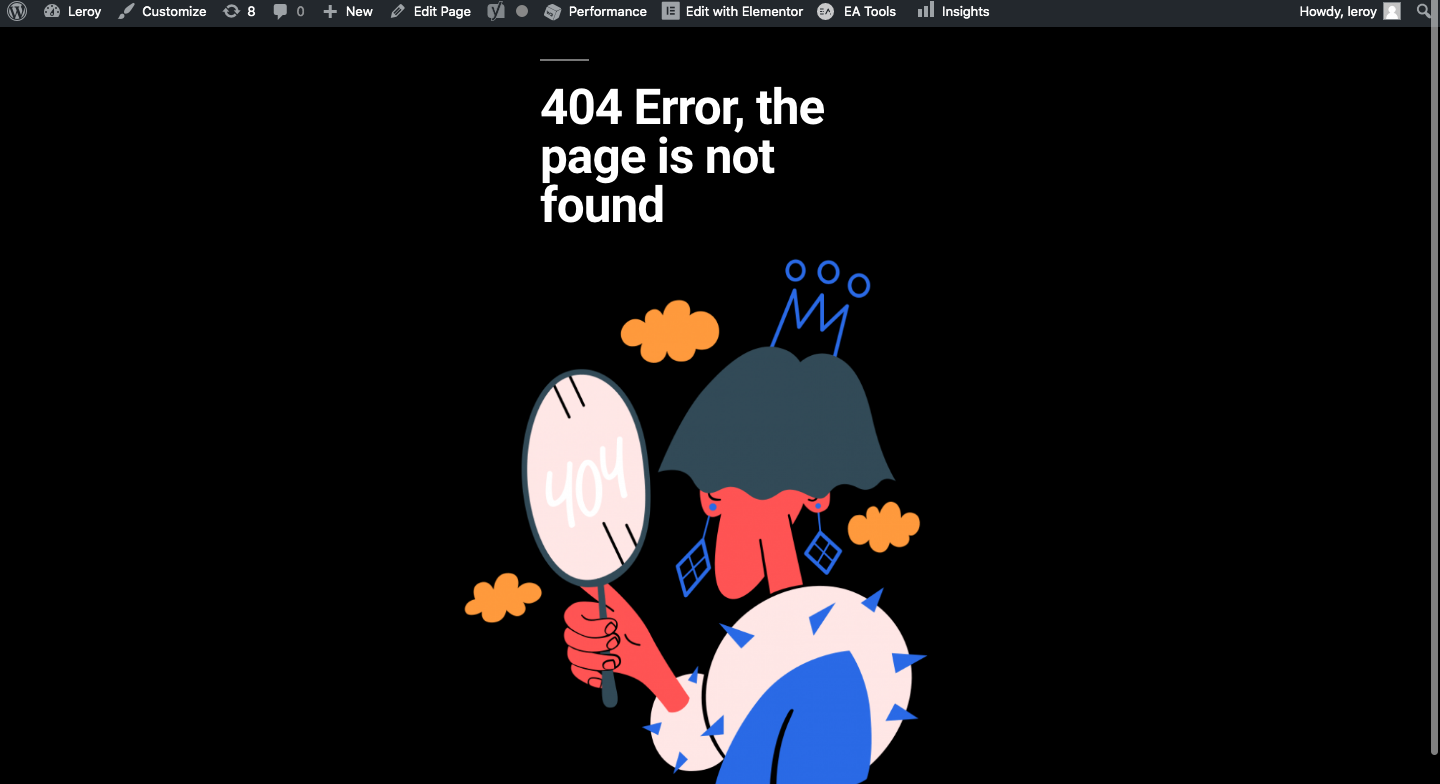 Leroy Customize 8 0 New Edit Page Performance Edit with Elementor EA Tools Insights Howdy, leroy
404 Error, the
page is not
found
404